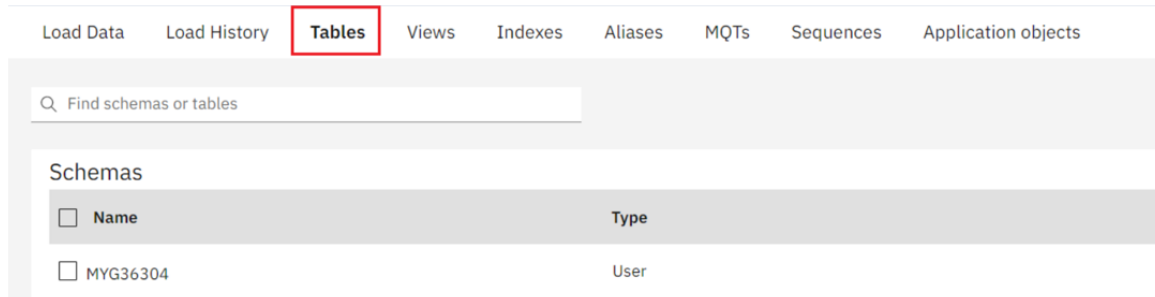 Load Data Load History Tables Views Indexes Aliases MQTs Sequences Application objects
Find schemas or tables
Schemas
Name Type
MYG36304 User